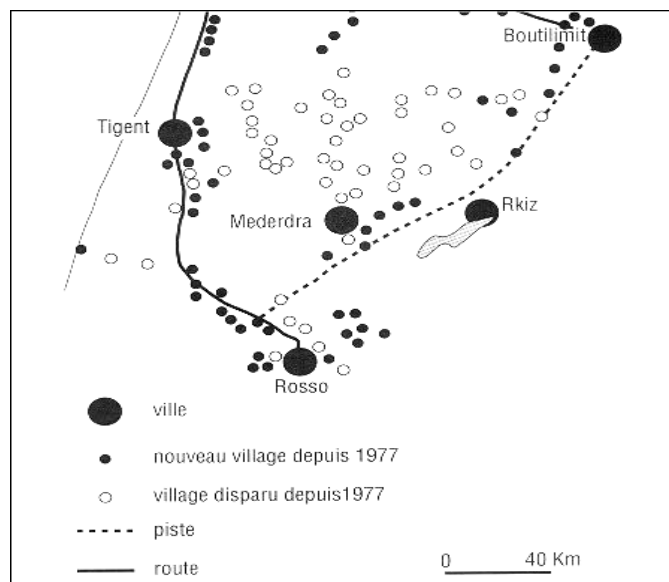 Boutilimit
Tigent
Rkiz
Mederdra
Rosso
ville
nouveau village depuis 1977
village disparu depuis1977
piste
route
0 40 Km